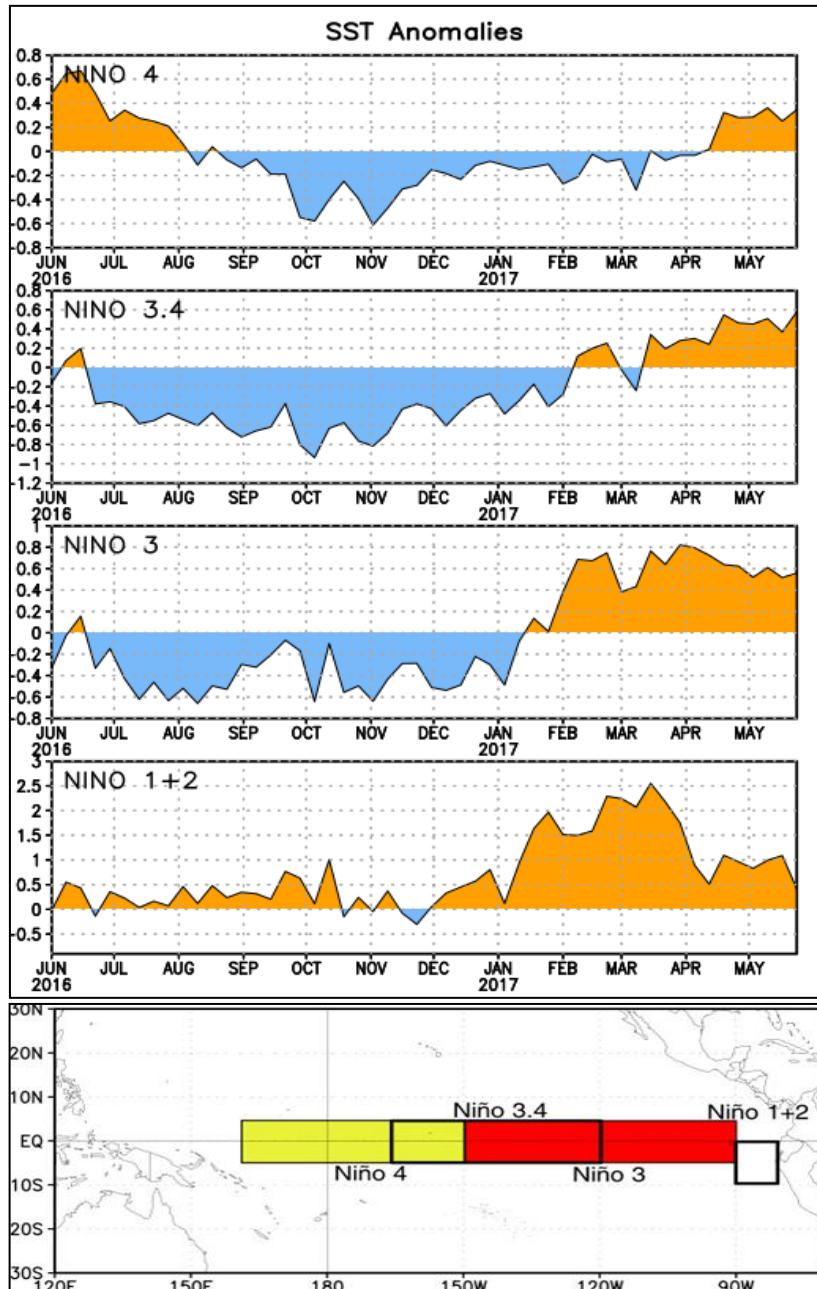 SST Anomalies
NINO 4
0.8
0.6
0.4
0.2
0
-0.2
-0.4
-0.6
-0.8
JUN JUL AUG SEP OCT NOV DEC JAN FEB MAR APR MAY
2016 2017
NINO 3.4
0.8
0.6
0.4
0.2
0
-0.2
-0.4
-0.6
-0.8
-1
-1.2
JUN JUL AUG SEP OCT NOV DEC JAN FEB MAR APR MAY
2016 2017
NINO 3
1
0.8
0.6
0.4
0.2
0
-0.2
-0.4
-0.6
-0.8
JUN JUL AUG SEP OCT NOV DEC JAN FEB MAR APR MAY
2016 2017
NINO 1+2
3
2.5
2
1.5
1
0.5
0
-0.5
JUN JUL AUG SEP OCT NOV DEC JAN FEB MAR APR MAY
2016 2017
30N
20N
10N
Niño 3.4 Niño 1+2
EQ
Niño 4 Niño 3
10S
20S
30S
120E 150E 180 150W 120W 90W